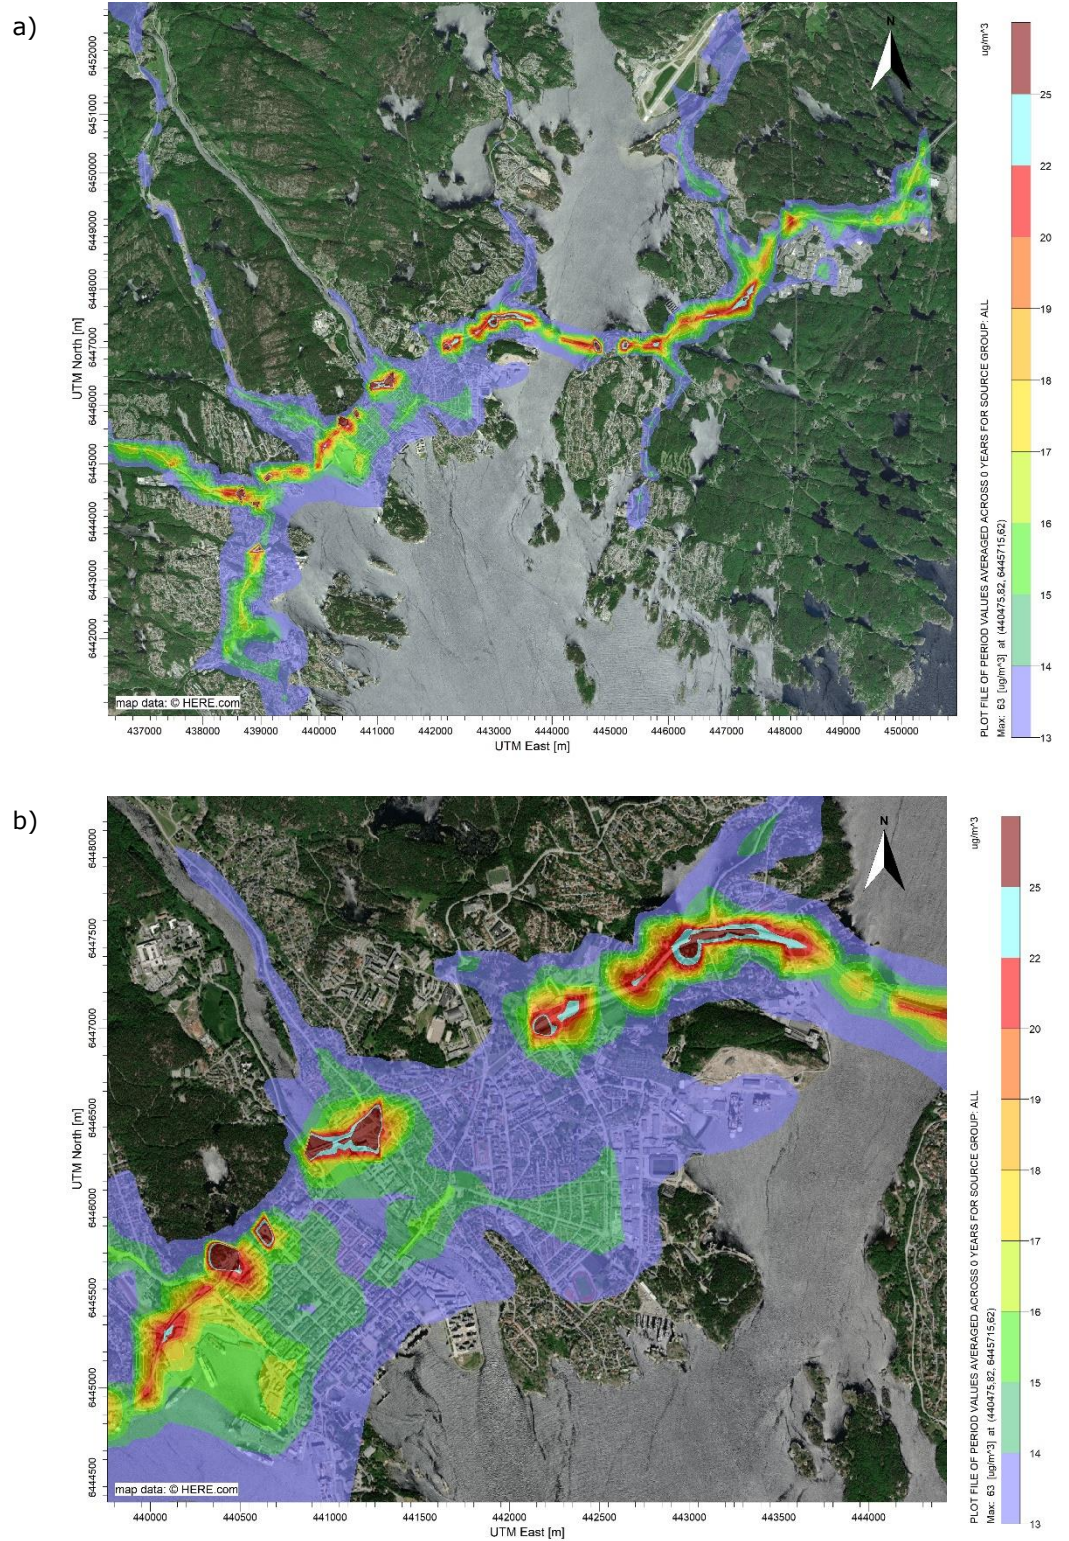 a)
N
ug/m^3
25
22
20
19
18
17
16
15
14
13
PLOT FILE OF PERIOD VALUES AVERAGED ACROSS 0 YEARS FOR SOURCE GROUP: ALL
Max: 63 [ug/m^3] at (440475.82, 6445715,62)
UTM North [m]
6452000
6451000
6450000
6449000
6448000
6447000
6446000
6445000
6444000
6443000
6442000
map data: © HERE.com
437000 438000 439000 440000 441000 442000 443000 444000 445000 446000 447000 448000 449000 450000
UTM East [m]
b)
N
ug/m^3
25
22
20
19
18
17
16
15
14
13
PLOT FILE OF PERIOD VALUES AVERAGED ACROSS 0 YEARS FOR SOURCE GROUP: ALL
Max: 63 [ug/m^3] at (440475,82, 6445715,62)
UTM North [m]
6448000
6447500
6447000
6446500
6446000
6445500
6445000
6444500
map data: © HERE.com
440000 440500 441000 441500 442000 442500 443000 443500 444000
UTM East [m]